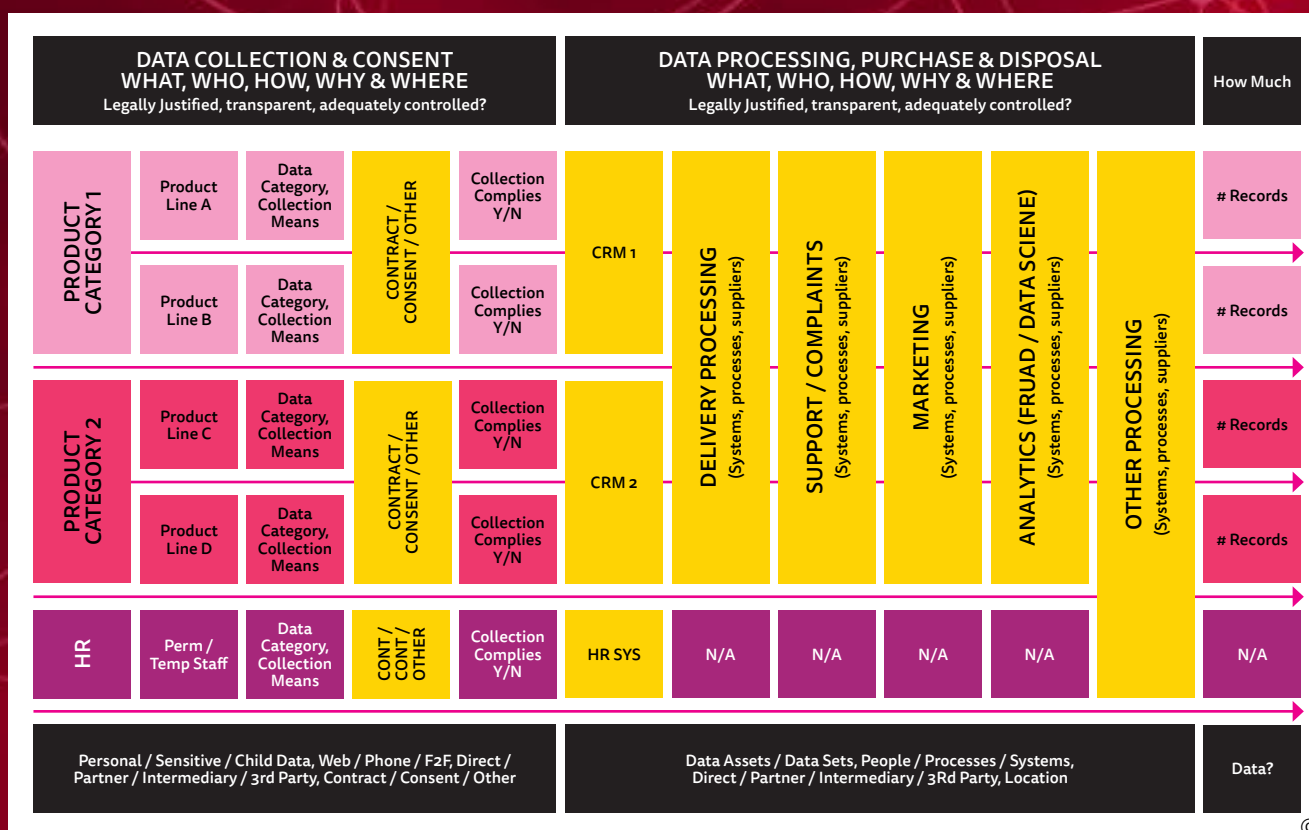 DATA COLLECTION & CONSENT
WHAT, WHO, HOW, WHY & WHERE
Legally Justified, transparent, adequately controlled?
DATA PROCESSING, PURCHASE & DISPOSAL
WHAT, WHO, HOW, WHY & WHERE
Legally Justified, transparent, adequately controlled?
How Much
PRODUCT
CATEGORY 1
Product
Line A
Data
Category,
Collection
Means
CONTRACT /
CONSENT / OTHER
Collection
Complies
Y/N
CRM 1
DELIVERY PROCESSING
(Systems, processes, suppliers)
SUPPORT / COMPLAINTS
(Systems, processes, suppliers)
MARKETING
(Systems, processes, suppliers)
ANALYTICS (FRUAD / DATA SCIENE)
(Systems, processes, suppliers)
OTHER PROCESSING
(Systems, processes, suppliers)
# Records
Product
Line B
Data
Category,
Collection
Means
Collection
Complies
Y/N
# Records
PRODUCT
CATEGORY 2
Product
Line C
Data
Category,
Collection
Means
CONTRACT /
CONSENT / OTHER
Collection
Complies
Y/N
CRM 2
# Records
Product
Line D
Data
Category,
Collection
Means
Collection
Complies
Y/N
# Records
HR
Perm /
Temp Staff
Data
Category,
Collection
Means
CONT /
CONT /
OTHER
Collection
Complies
Y/N
HR SYS
N/A
N/A
N/A
N/A
N/A
Personal / Sensitive / Child Data, Web / Phone / F2F, Direct /
Partner / Intermediary / 3rd Party, Contract / Consent / Other
Data Assets / Data Sets, People / Processes / Systems,
Direct / Partner / Intermediary / 3Rd Party, Location
Data?